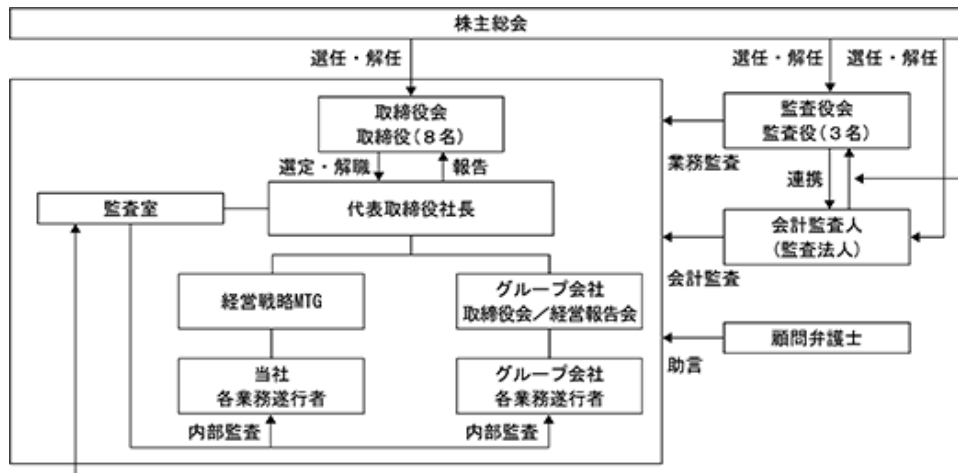 株主総会
選任・解任
選任・解任
選任・解任
取締役会
取締役(8名)
監査役会
監査役(3名)
選定・解職
報告
業務監査
連携
監査室
代表取締役社長
会計監査人
(監査法人)
会計監査
経営戦略MTG
グループ会社
取締役会/経営報告会
顧問弁護士
助言
当社
各業務遂行者
グループ会社
各業務遂行者
内部監査
内部監査